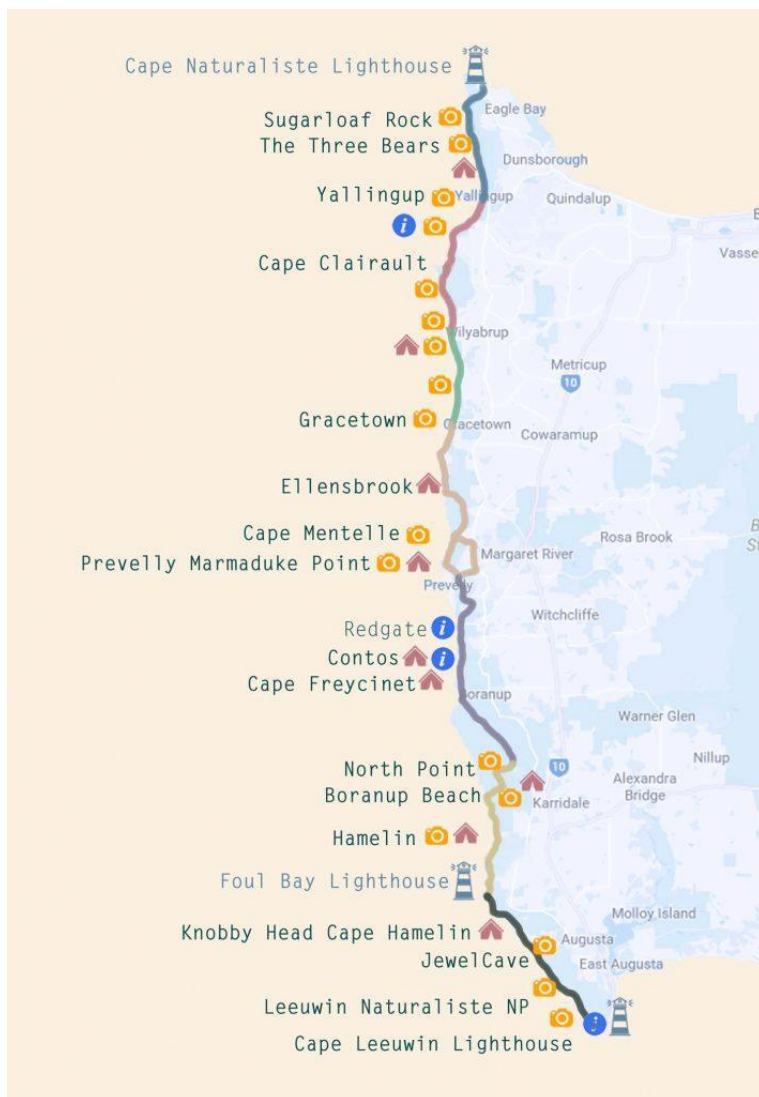 Cape Naturaliste Lighthouse
Eagle Bay
Sugarloaf Rock
The Three Bears
Dunsborough
Yallingup
Yallingup
Quindalup
i
Vasse
Cape Clairault
Wilyabrup
Metricup
10
Gracetown
Gracetown
Cowaramup
Ellensbrook
Cape Mentelle
Rosa Brook
Margaret River
Prevelly Marmaduke Point
Prevelly
Witchcliffe
Redgate
i
Contos
i
Cape Freycinet
Boranup
Warner Glen
Nillup
North Point
10
Alexandra
Bridge
Boranup Beach
Karridale
Hamelin
Foul Bay Lighthouse
Molloy Island
Knobby Head Cape Hamelin
Augusta
JewelCave
East Augusta
Leeuwin Naturaliste NP
i
Cape Leeuwin Lighthouse